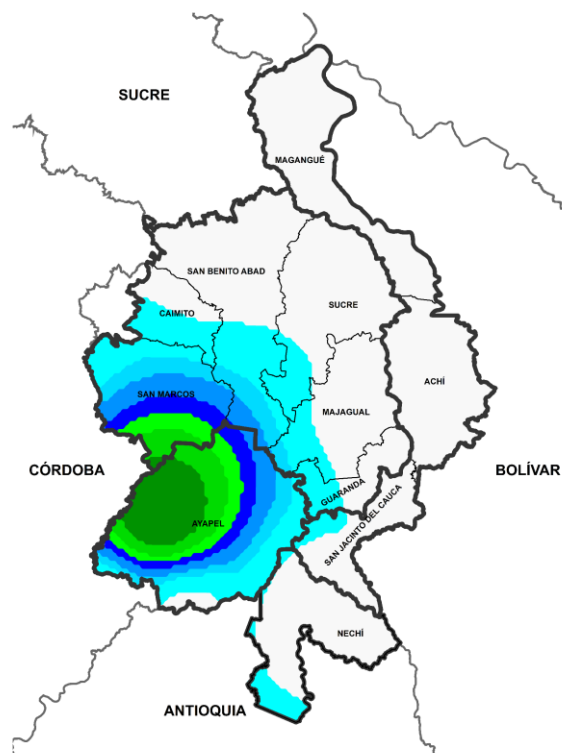 SUCRE
MAGANGUÉ
SAN BENITO ABAD
SUCRE
CAIMITO
ACHÍ
SAN MARCOS
MAJAGUAL
CÓRDOBA
BOLÍVAR
GUARANDA
AYAPEL
SAN JACINTO DEL CAUCA
NECHÍ
ANTIOQUIA